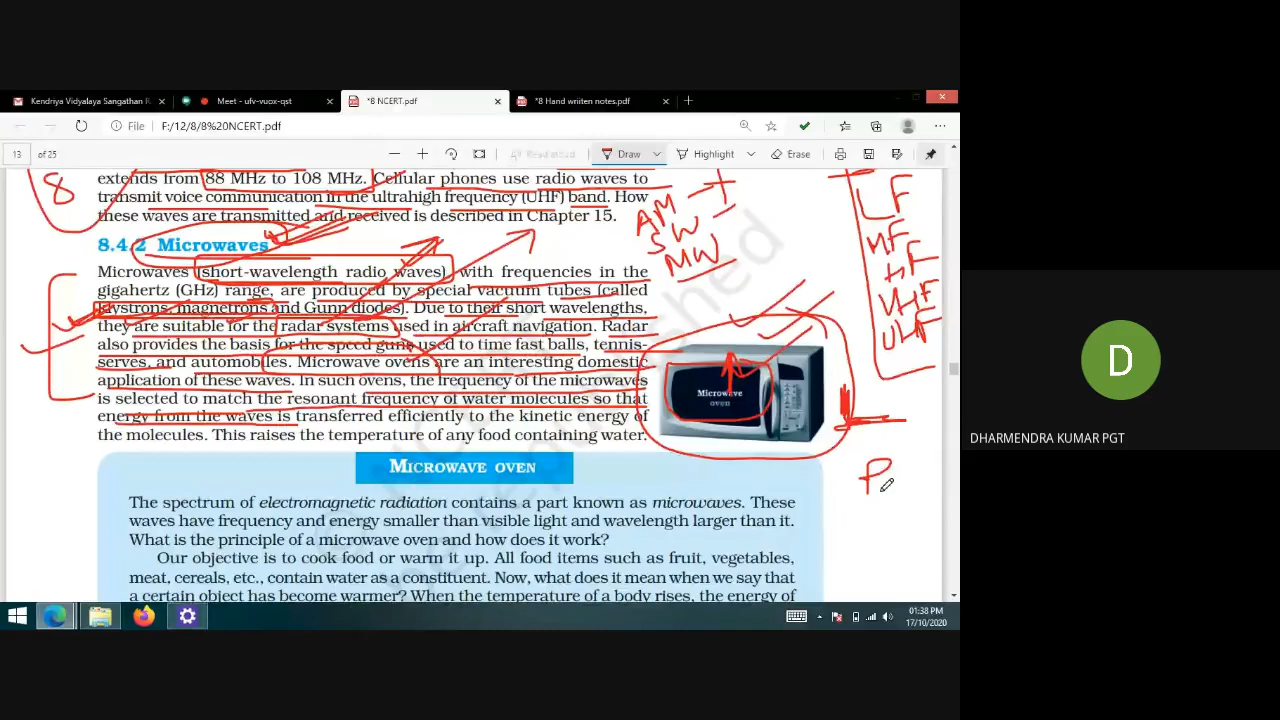 Kendriya Vidyalaya Sangathan R
Meet - ufv-vuox-qst
*8 NCERT.pdf
*8 Hand wriiten notes.pdf
File
F:/12/8/8%20NCERT.pdf
13 of 25
Read aloud
Draw
Highlight
Erase
extends from 88 MHz to 108 MHz. Cellular phones use radio waves to
transmit voice communication in the ultrahigh frequency (UHF) band. How
these waves are transmitted and received is described in Chapter 15.
8
8.4.2 Microwaves
Microwaves (short-wavelength radio waves), with frequencies in the
gigahertz (GHz) range, are produced by special vacuum tubes (called
klystrons, magnetrons and Gunn diodes). Due to their short wavelengths,
they are suitable for the radar systems used in aircraft navigation. Radar
also provides the basis for the speed guns used to time fast balls, tennis-
serves, and automobiles. Microwave ovens are an interesting domestic
application of these waves. In such ovens, the frequency of the microwaves
is selected to match the resonant frequency of water molecules so that
energy from the waves is transferred efficiently to the kinetic energy of
the molecules. This raises the temperature of any food containing water.
AM
SW
MW
LF
MF
HF
VHF
UHF
Microwave
oven
P
MICROWAVE OVEN
The spectrum of electromagnetic radiation contains a part known as microwaves. These
waves have frequency and energy smaller than visible light and wavelength larger than it.
What is the principle of a microwave oven and how does it work?
Our objective is to cook food or warm it up. All food items such as fruit, vegetables,
meat, cereals, etc., contain water as constituent. Now, what does it mean when we say that
a certain object has become warmer? When the temperature of a body rises, the energy of
01:38 PM
17/10/2020
D
DHARMENDRA KUMAR PGT